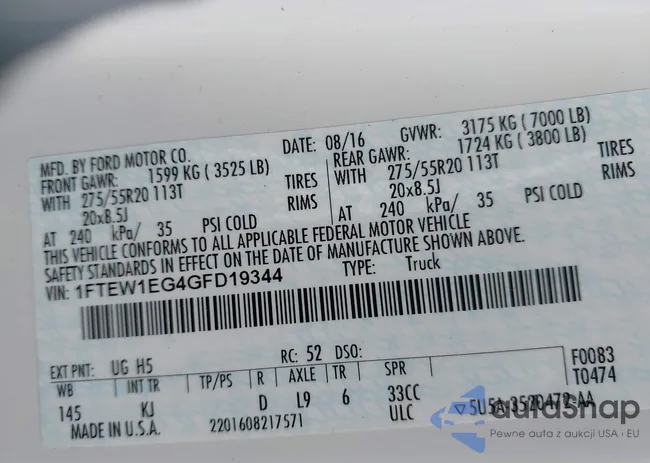 MFD. BY FORD MOTOR CO. DATE: 08/16 GVWR: 3175 KG ( 7000 LB)
FRONT GAWR: 1599 KG ( 3525 LB) REAR GAWR: 1724 KG ( 3800 LB)
WITH 275/55R20 113T TIRES WITH 275/55R20 113T TIRES
20x8.5J RIMS 20x8.5J RIMS
AT 240 kPa/ 35 PSI COLD AT 240 kPa/ 35 PSI COLD
THIS VEHICLE CONFORMS TO ALL APPLICABLE FEDERAL MOTOR VEHICLE
SAFETY STANDARDS IN EFFECT ON THE DATE OF MANUFACTURE SHOWN ABOVE.
VIN: 1FTEW1EG4GFD19344 TYPE: Truck
EXT PNT: UG H5 RC: 52 DSO: F0083
WB INT TR TP/PS R AXLE TR SPR T0474
145 KJ D L9 6 33CC
ULC 5U5A-3520472-AA
MADE IN U.S.A. 2201608217571
autoSnap
Pewne auta z aukcji USA i EU